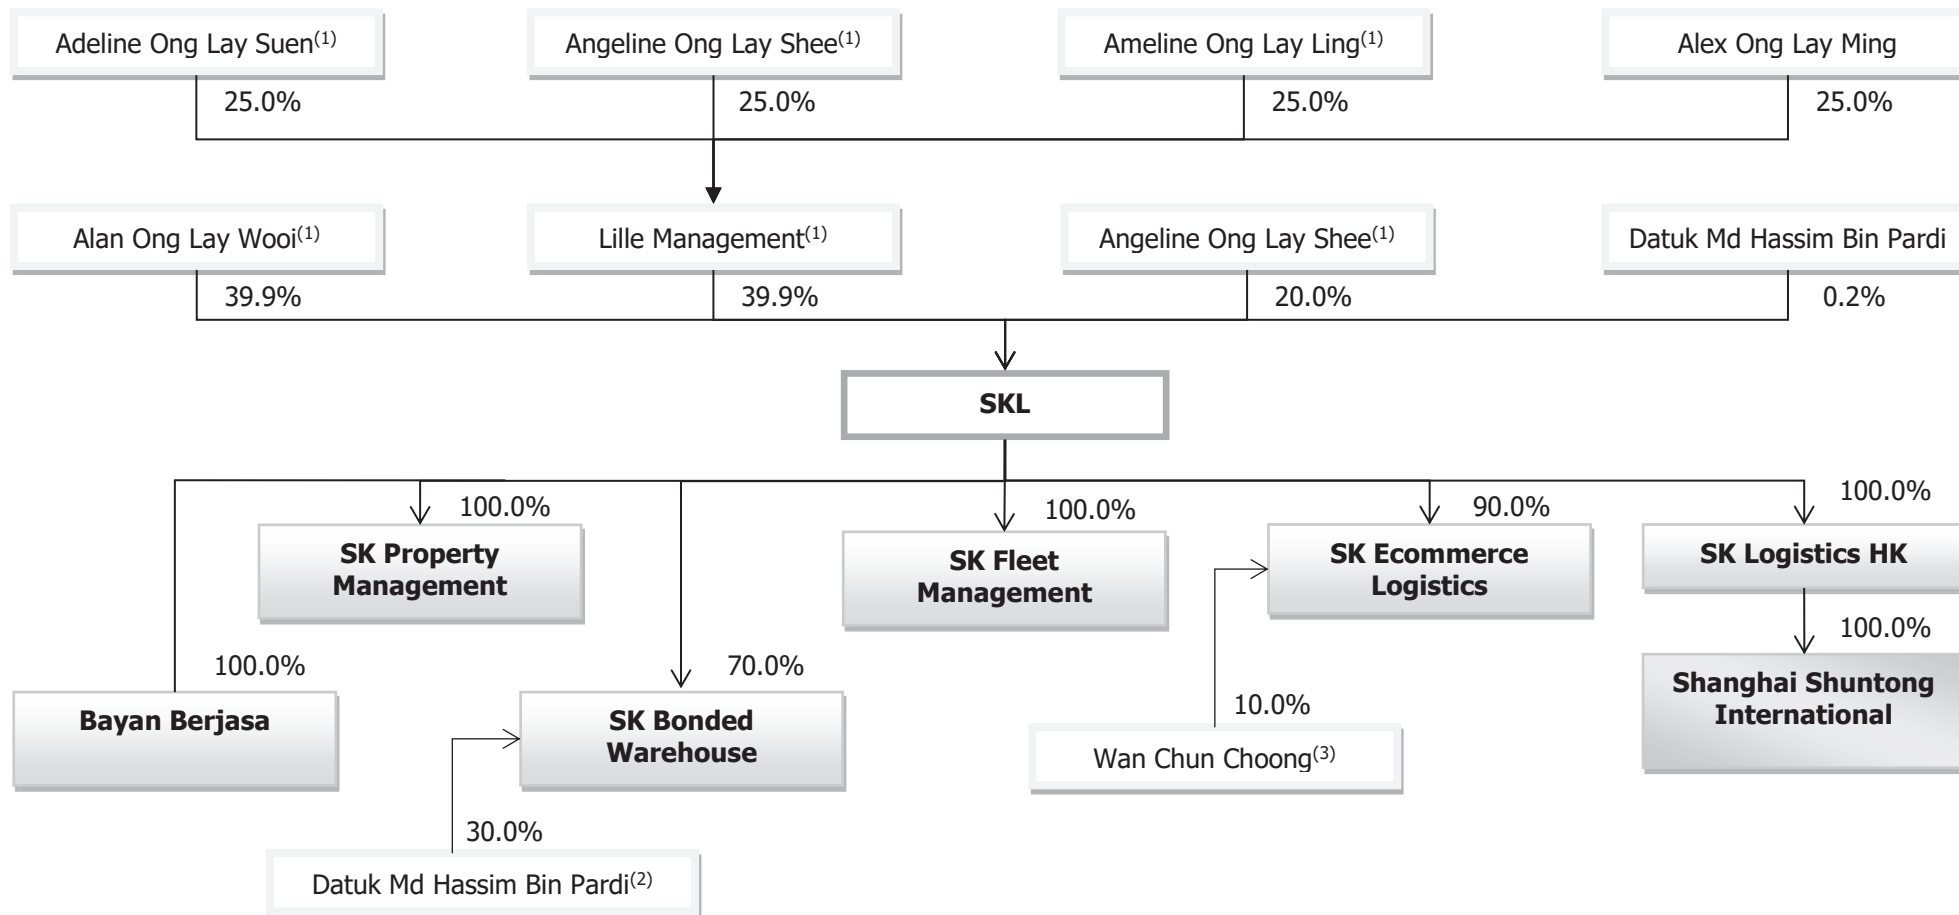 Adeline Ong Lay Suen(1)
Angeline Ong Lay Shee(1)
Ameline Ong Lay Ling(1)
Alex Ong Lay Ming
25.0%
25.0%
25.0%
25.0%
Alan Ong Lay Wooi(1)
Lille Management(1)
Angeline Ong Lay Shee(1)
Datuk Md Hassim Bin Pardi
39.9%
39.9%
20.0%
0.2%
SKL
100.0%
SK Property
Management
100.0%
SK Fleet
Management
90.0%
SK Ecommerce
Logistics
100.0%
SK Logistics HK
100.0%
Shanghai Shuntong
International
100.0%
Bayan Berjasa
70.0%
SK Bonded
Warehouse
10.0%
Wan Chun Choong(3)
30.0%
Datuk Md Hassim Bin Pardi(2)